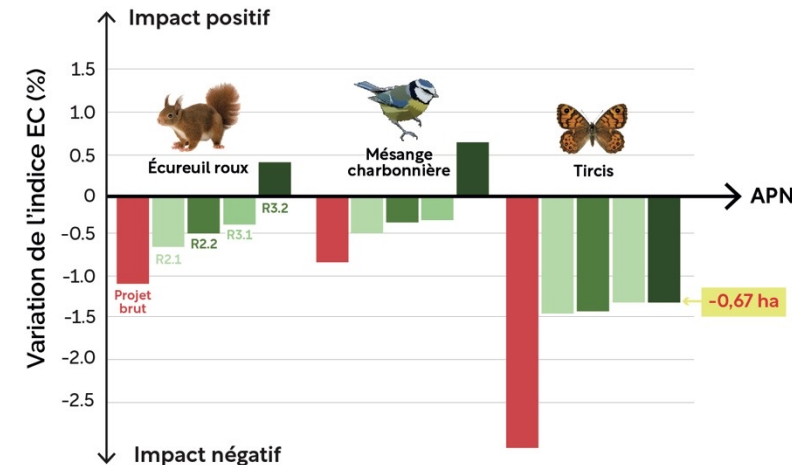 Impact positif
Variation de l'indice EC (%)
1.5
1.0
0.5
0
-0.5
-1.0
-1.5
-2.0
-2.5
Écureuil roux
Mésange
charbonnière
Tircis
APN
R3.2
R3.1
R2.2
R2.1
Projet
brut
-0,67 ha
Impact négatif